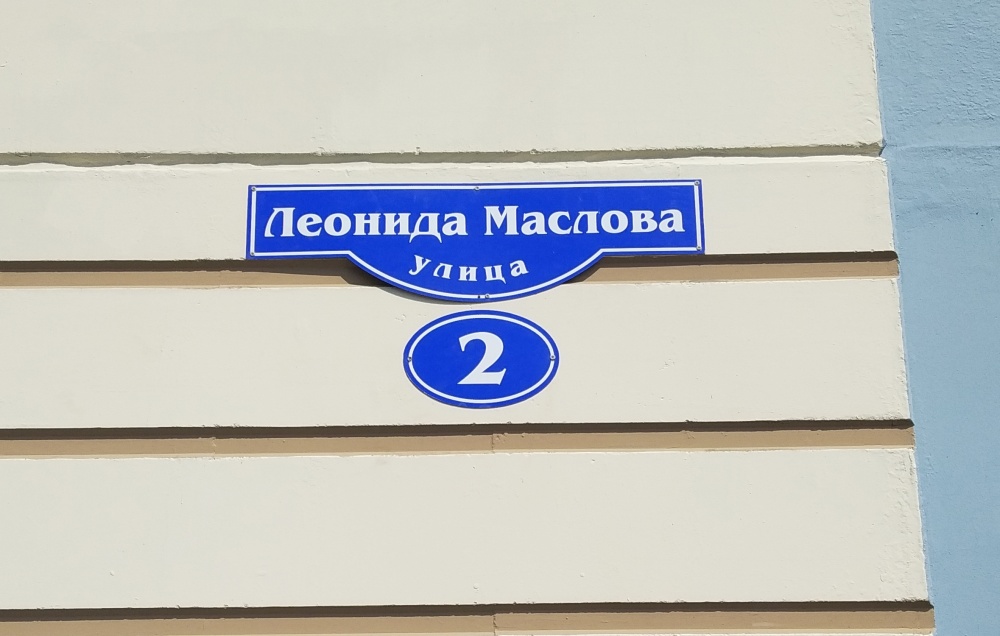 Леонида Маслова
улица
2